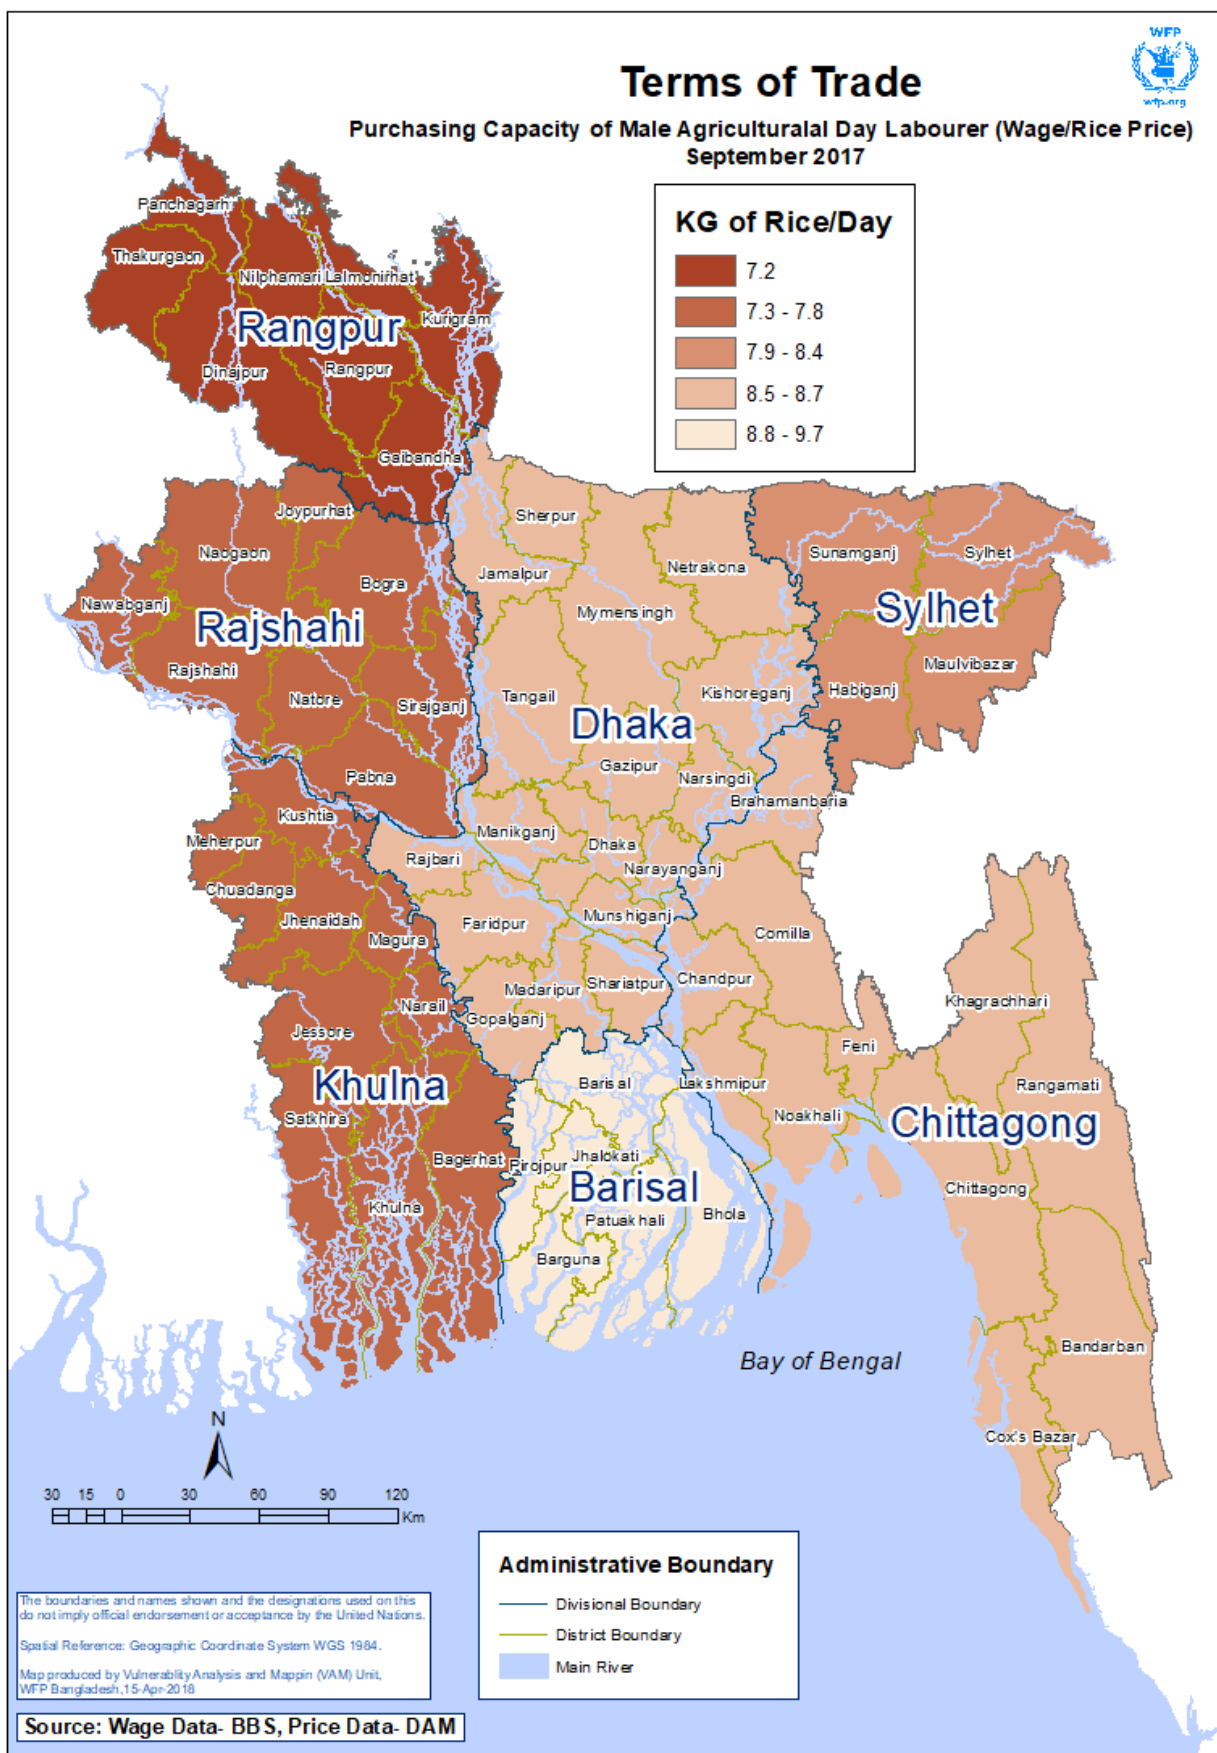 WFP
wfp.org
Terms of Trade
Purchasing Capacity of Male Agriculturalal Day Labourer (Wage/Rice Price)
September 2017
KG of Rice/Day
7.2
7.3 - 7.8
7.9 - 8.4
8.5 - 8.7
8.8 - 9.7
Panchagarh
Thakurgaon
Nilphamari
Lalmonirhat
Kurigram
Rangpur
Dinajpur
Rangpur
Gaibandha
Joypurhat
Naogaon
Bogra
Nawabganj
Rajshahi
Rajshahi
Natore
Sirajganj
Pabna
Sherpur
Jamalpur
Netrakona
Mymensingh
Tangail
Kishoreganj
Dhaka
Gazipur
Narsingdi
Manikganj
Dhaka
Narayanganj
Rajbari
Faridpur
Munshiganj
Madaripur
Shariatpur
Gopalganj
Sunamganj
Sylhet
Sylhet
Maulvibazar
Habiganj
Brahamanbaria
Comilla
Chandpur
Khagrachhari
Feni
Lakshmipur
Noakhali
Rangamati
Chittagong
Chittagong
Bandarban
Cox's Bazar
Kushtia
Meherpur
Chuadanga
Jhenaidah
Magura
Narail
Jessore
Khulna
Satkhira
Bagerhat
Khulna
Barisal
Pirojpur
Jhalokati
Barisal
Patuakhali
Bhola
Barguna
Bay of Bengal
N
30 15 0 30 60 90 120
Km
Administrative Boundary
Divisional Boundary
District Boundary
Main River
The boundaries and names shown and the designations used on this
do not imply official endorsement or acceptance by the United Nations.
Spatial Reference: Geographic Coordinate System WGS 1984.
Map produced by Vulnerablity Analysis and Mappin (VAM) Unit,
WFP Bangladesh,15-Apr-2018
Source: Wage Data- BBS, Price Data- DAM